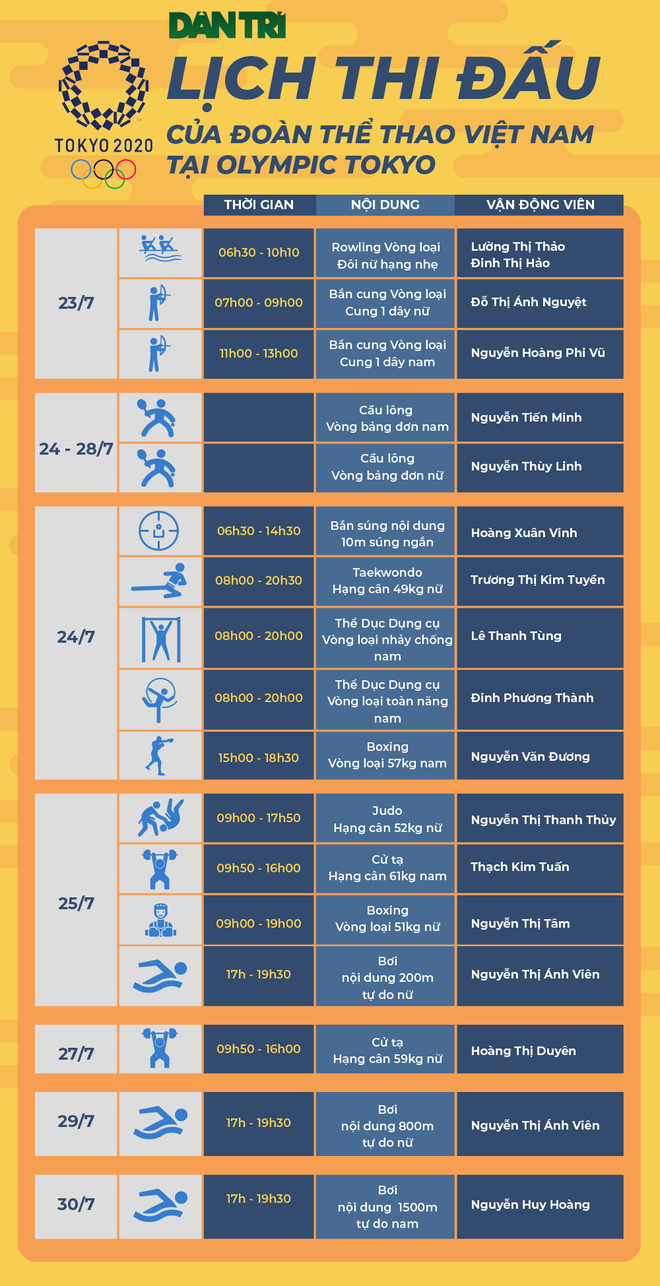 DÂN TRÍ
LỊCH THI ĐẤU
CỦA ĐOÀN THỂ THAO VIỆT NAM
TẠI OLYMPIC TOKYO
TOKYO 2020
THỜI GIAN NỘI DUNG VẬN ĐỘNG VIÊN
23/7
06h30 - 10h10
Rowling Vòng loại
Đôi nữ hạng nhẹ
Lường Thị Thảo
Đinh Thị Hảo
07h00 - 09h00
Bắn cung Vòng loại
Cung 1 dây nữ
Đỗ Thị Ánh Nguyệt
11h00 - 13h00
Bắn cung Vòng loại
Cung 1 dây nam
Nguyễn Hoàng Phi Vũ
24 - 28/7
Cầu lông
Vòng bảng đơn nam
Nguyễn Tiến Minh
Cầu lông
Vòng bảng đơn nữ
Nguyễn Thùy Linh
24/7
06h30 - 14h30
Bắn súng nội dung
10m súng ngắn
Hoàng Xuân Vinh
08h00 - 20h30
Taekwondo
Hạng cân 49kg nữ
Trương Thị Kim Tuyền
08h00 - 20h00
Thể Dục Dụng cụ
Vòng loại nhảy chống
nam
Lê Thanh Tùng
08h00 - 20h00
Thể Dục Dụng cụ
Vòng loại toàn năng
nam
Đinh Phương Thành
15h00 - 18h30
Boxing
Vòng loại 57kg nam
Nguyễn Văn Đương
25/7
09h00 - 17h50
Judo
Hạng cân 52kg nữ
Nguyễn Thị Thanh Thủy
09h50 - 16h00
Cử tạ
Hạng cân 61kg nam
Thạch Kim Tuấn
09h00 - 19h00
Boxing
Vòng loại 51kg nữ
Nguyễn Thị Tâm
17h - 19h30
Bơi
nội dung 200m
tự do nữ
Nguyễn Thị Ánh Viên
27/7
09h50 - 16h00
Cử tạ
Hạng cân 59kg nữ
Hoàng Thị Duyên
29/7
17h - 19h30
Bơi
nội dung 800m
tự do nữ
Nguyễn Thị Ánh Viên
30/7
17h - 19h30
Bơi
nội dung 1500m
tự do nam
Nguyễn Huy Hoàng